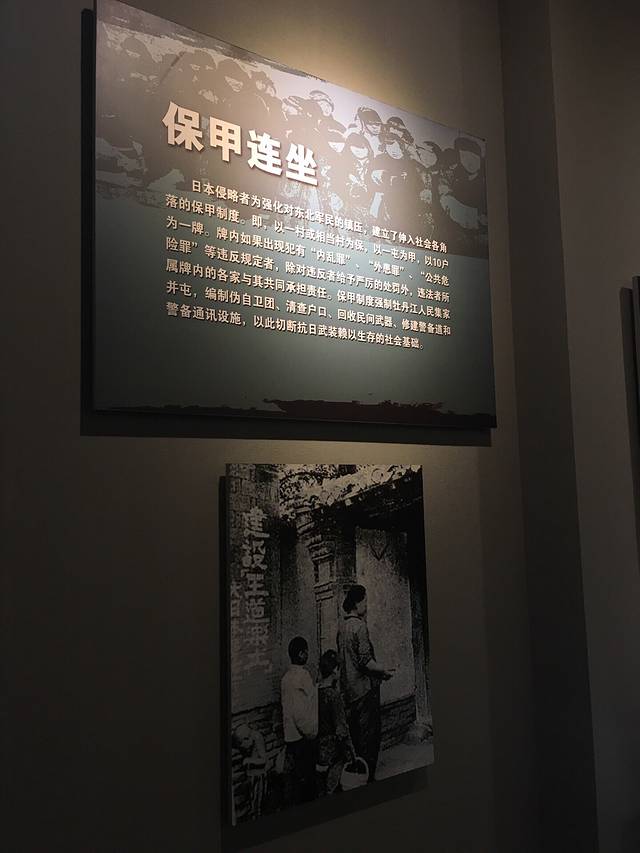 保甲连坐
日本侵略者为强化对东北军民的镇压，建立了伸入社会各角
落的保甲制度。即，以一村或相当村为保，以一屯为甲，以10户
为一牌。牌内如果出现犯有“内乱罪”、“外患罪”、“公共危
险罪”等违反规定者，除对违反者给予严厉的处罚外，违法者所
属牌内的各家与其共同承担责任。保甲制度强制牡丹江人民集家
并屯，编制伪自卫团、清查户口、回收民间武器、修建警备道和
警备通讯设施，以此切断抗日武装赖以生存的社会基础。
建設王道樂土